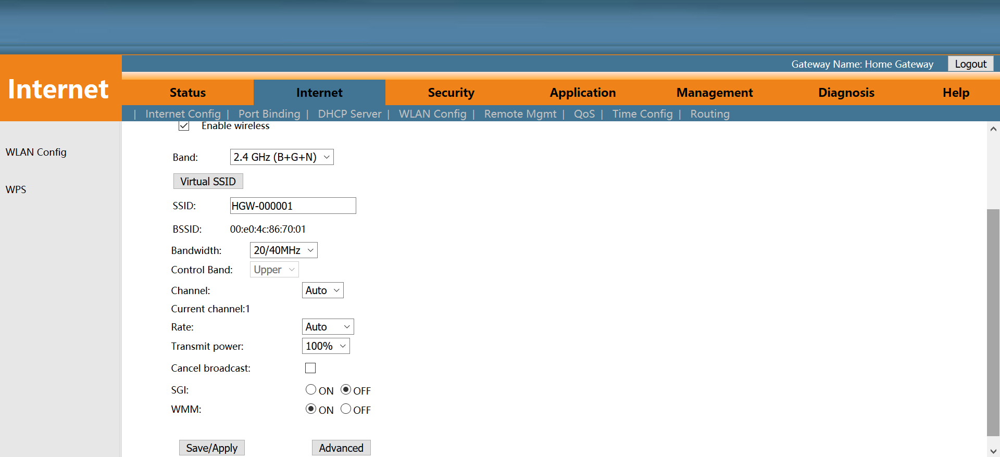 Gateway Name: Home Gateway Logout
Internet
Status Internet Security Application Management Diagnosis Help
| Internet Config | Port Binding | DHCP Server | WLAN Config | Remote Mgmt | QoS | Time Config | Routing
WLAN Config
WPS
Enable wireless
Band: 2.4 GHz (B+G+N)
Virtual SSID
SSID: HGW-000001
BSSID: 00:e0:4c:86:70:01
Bandwidth: 20/40MHz
Control Band: Upper
Channel: Auto
Current channel:1
Rate: Auto
Transmit power: 100%
Cancel broadcast:
SGI: ON OFF
WMM: ON OFF
Save/Apply Advanced